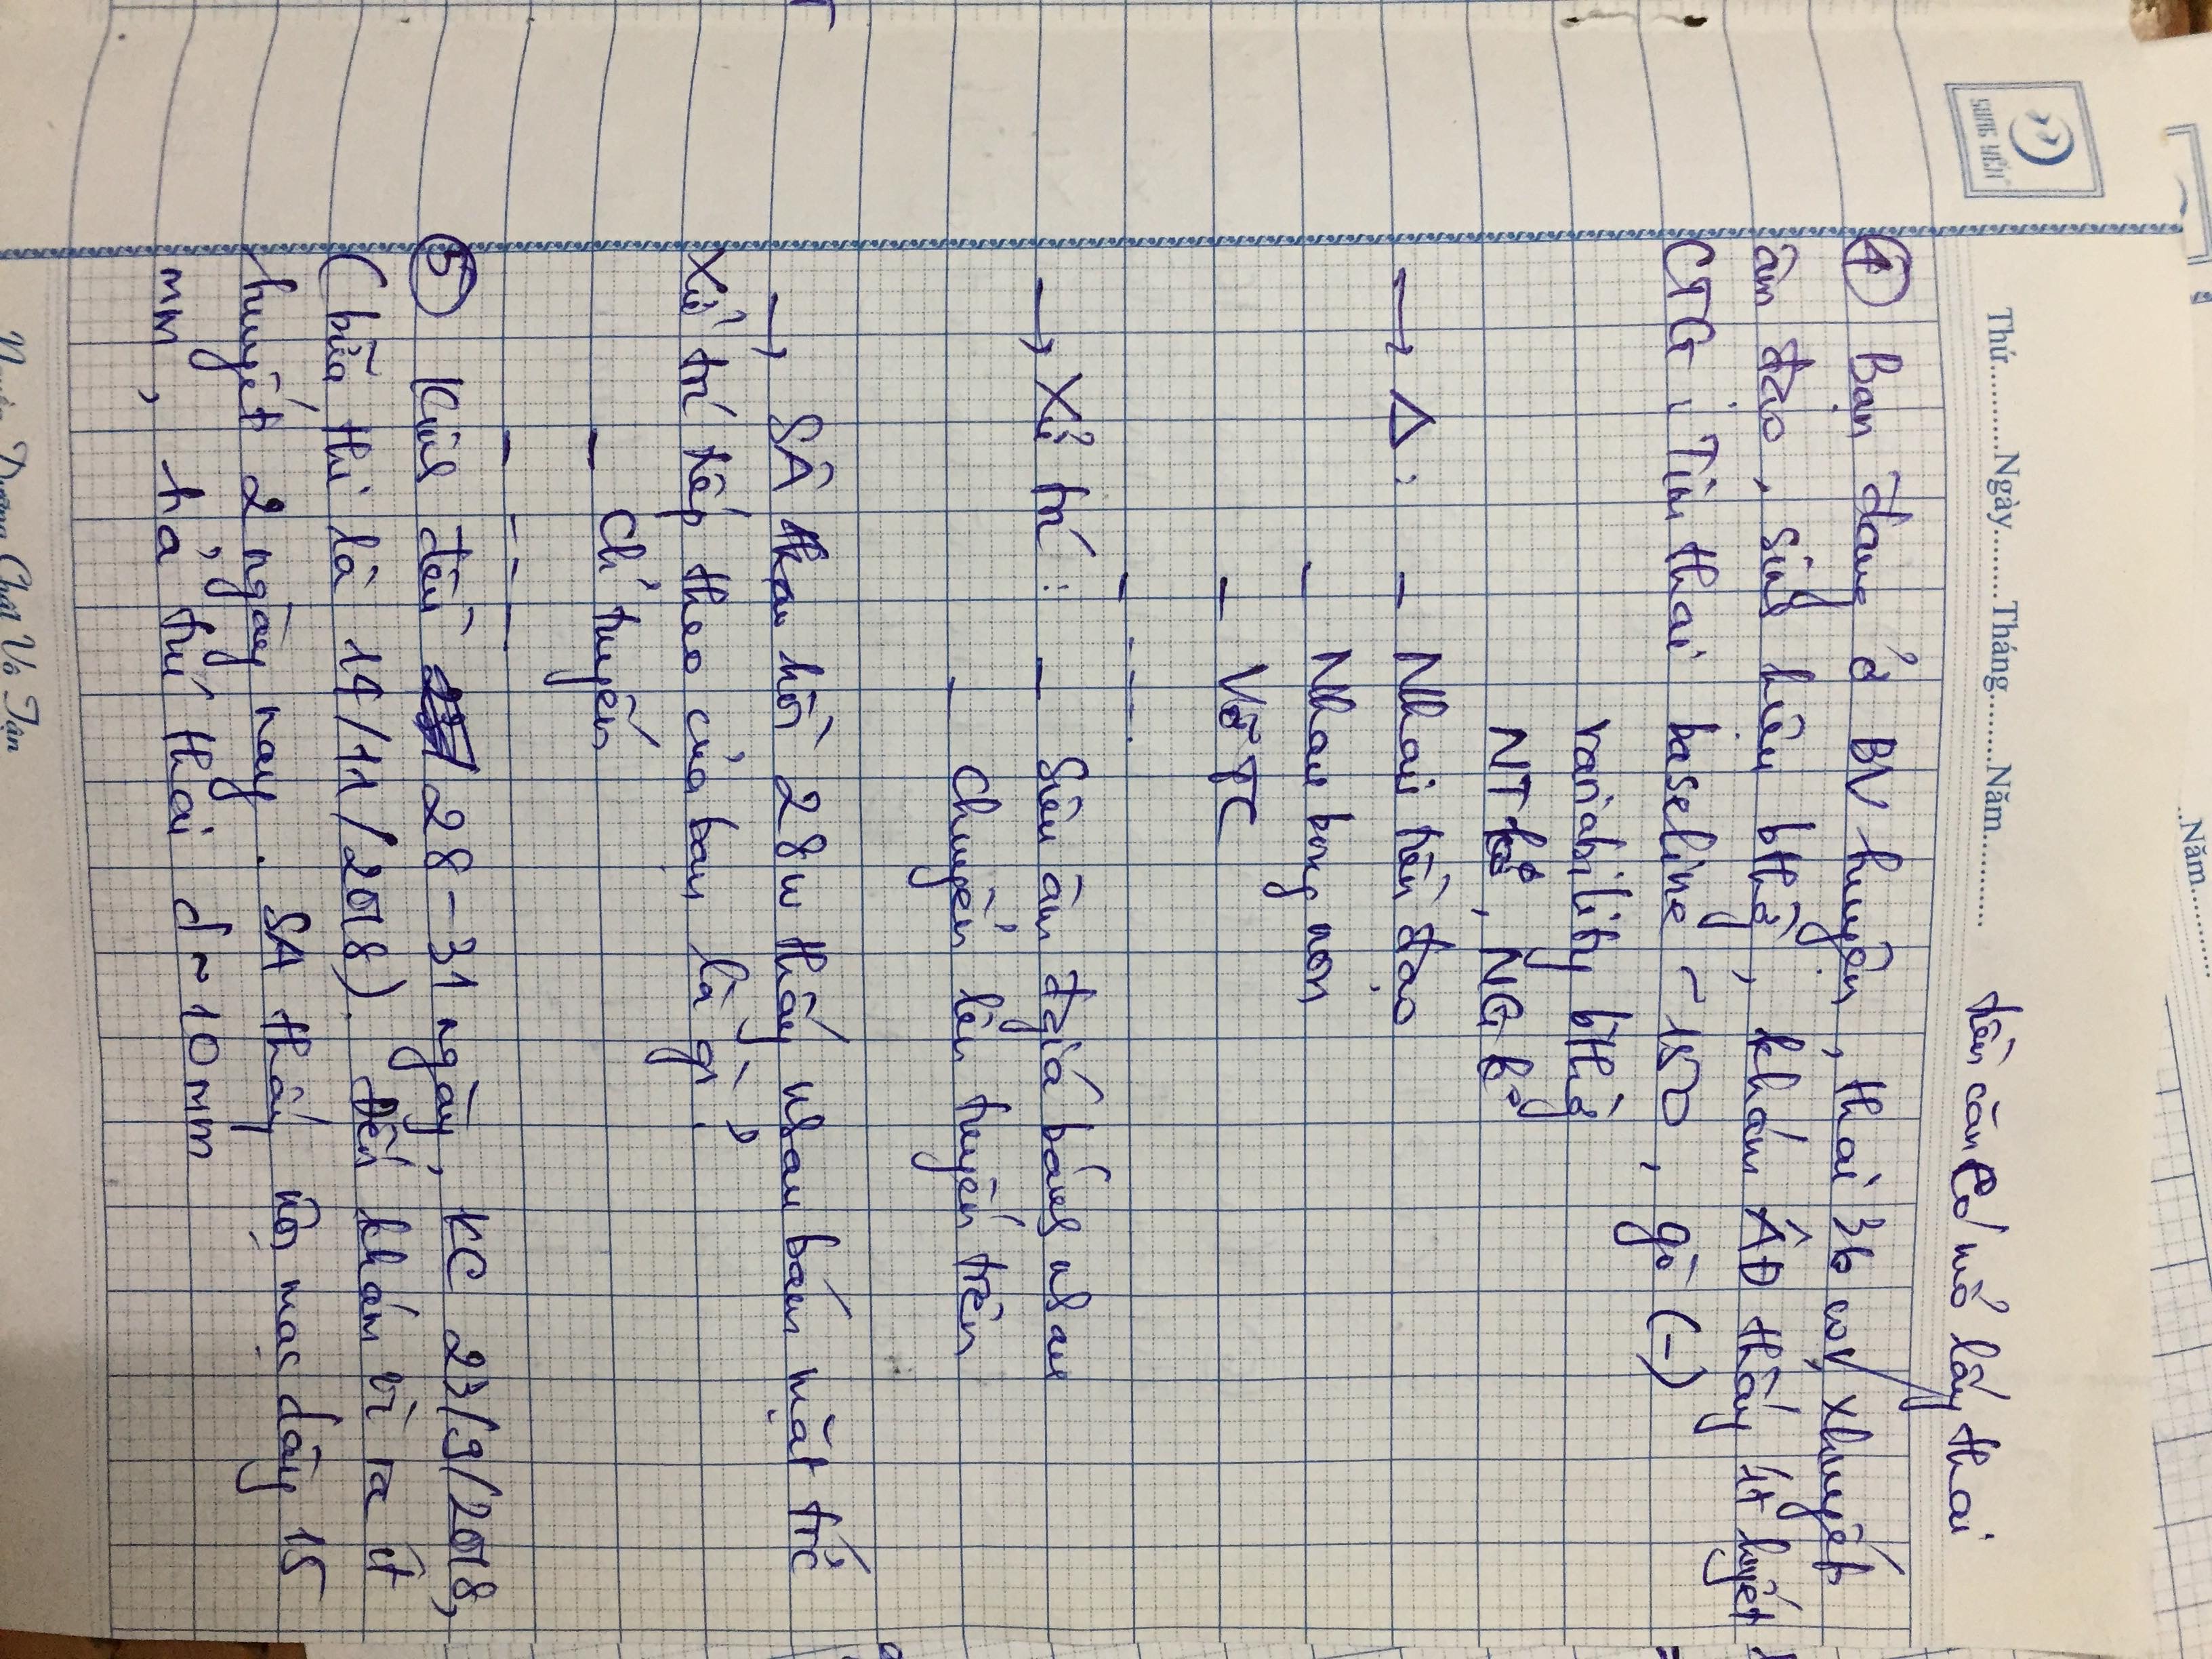 Năm...........
SONG YẾN
Thứ..........Ngày........Tháng........Năm...........
tiền căn có mổ lấy thai
④ Bạn đang ở BV huyện, thai 36 w, xhuyết
âm đạo, sinh hiệu bthg, khám ÂĐ thấy ít huyết
CTG: Tim thai baseline ~150, gò (-)
variability bthg
NT k°, NG k°
→ Δ: - Nhau tiền đạo
- Nhau bong non
- Vỡ TC
- ----.
→ Xử trí: - Siêu âm đgiá bánh nhau
- Chuyển lên tuyến trên
→ SÂ hồi 28w thấy nhau bám mặt trc
Xử trí tiếp theo của bạn là gì?
- Ch tuyến
- ----
⑤ Kinh đều 28-31 ngày, KC 23/9/2018,
(bữa thi là 14/11/2018). Đến khám vì ra ít
huyết 2 ngày nay. SA thấy nội mạc dày 15
mm, hả túi thai d~10mm
Nguồn Dưỡng Chất Vô Tận